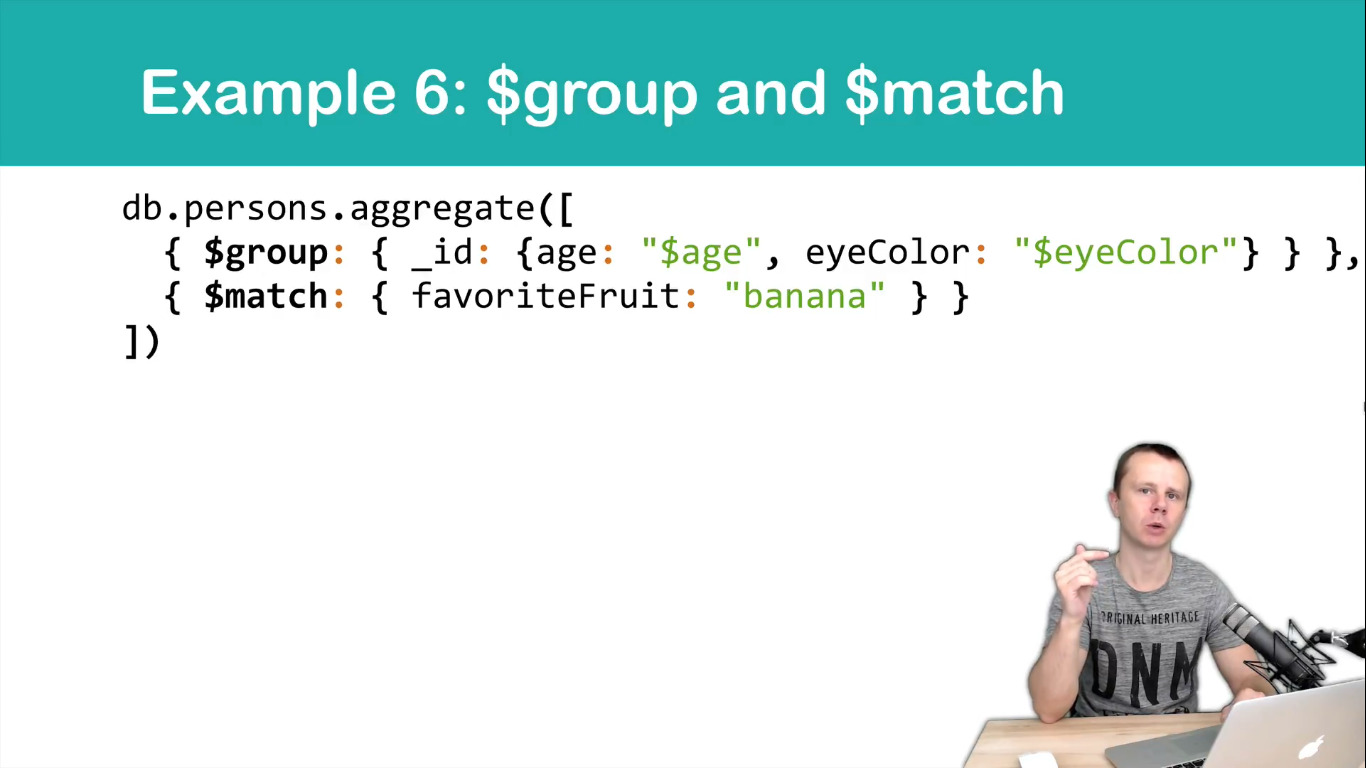 Example 6: $group and $match
db.persons.aggregate([
{ $group: { _id: {age: "$age", eyeColor: "$eyeColor"} } },
{ $match: { favoriteFruit: "banana" } }
])
ORIGINAL HERITAGE
DNM